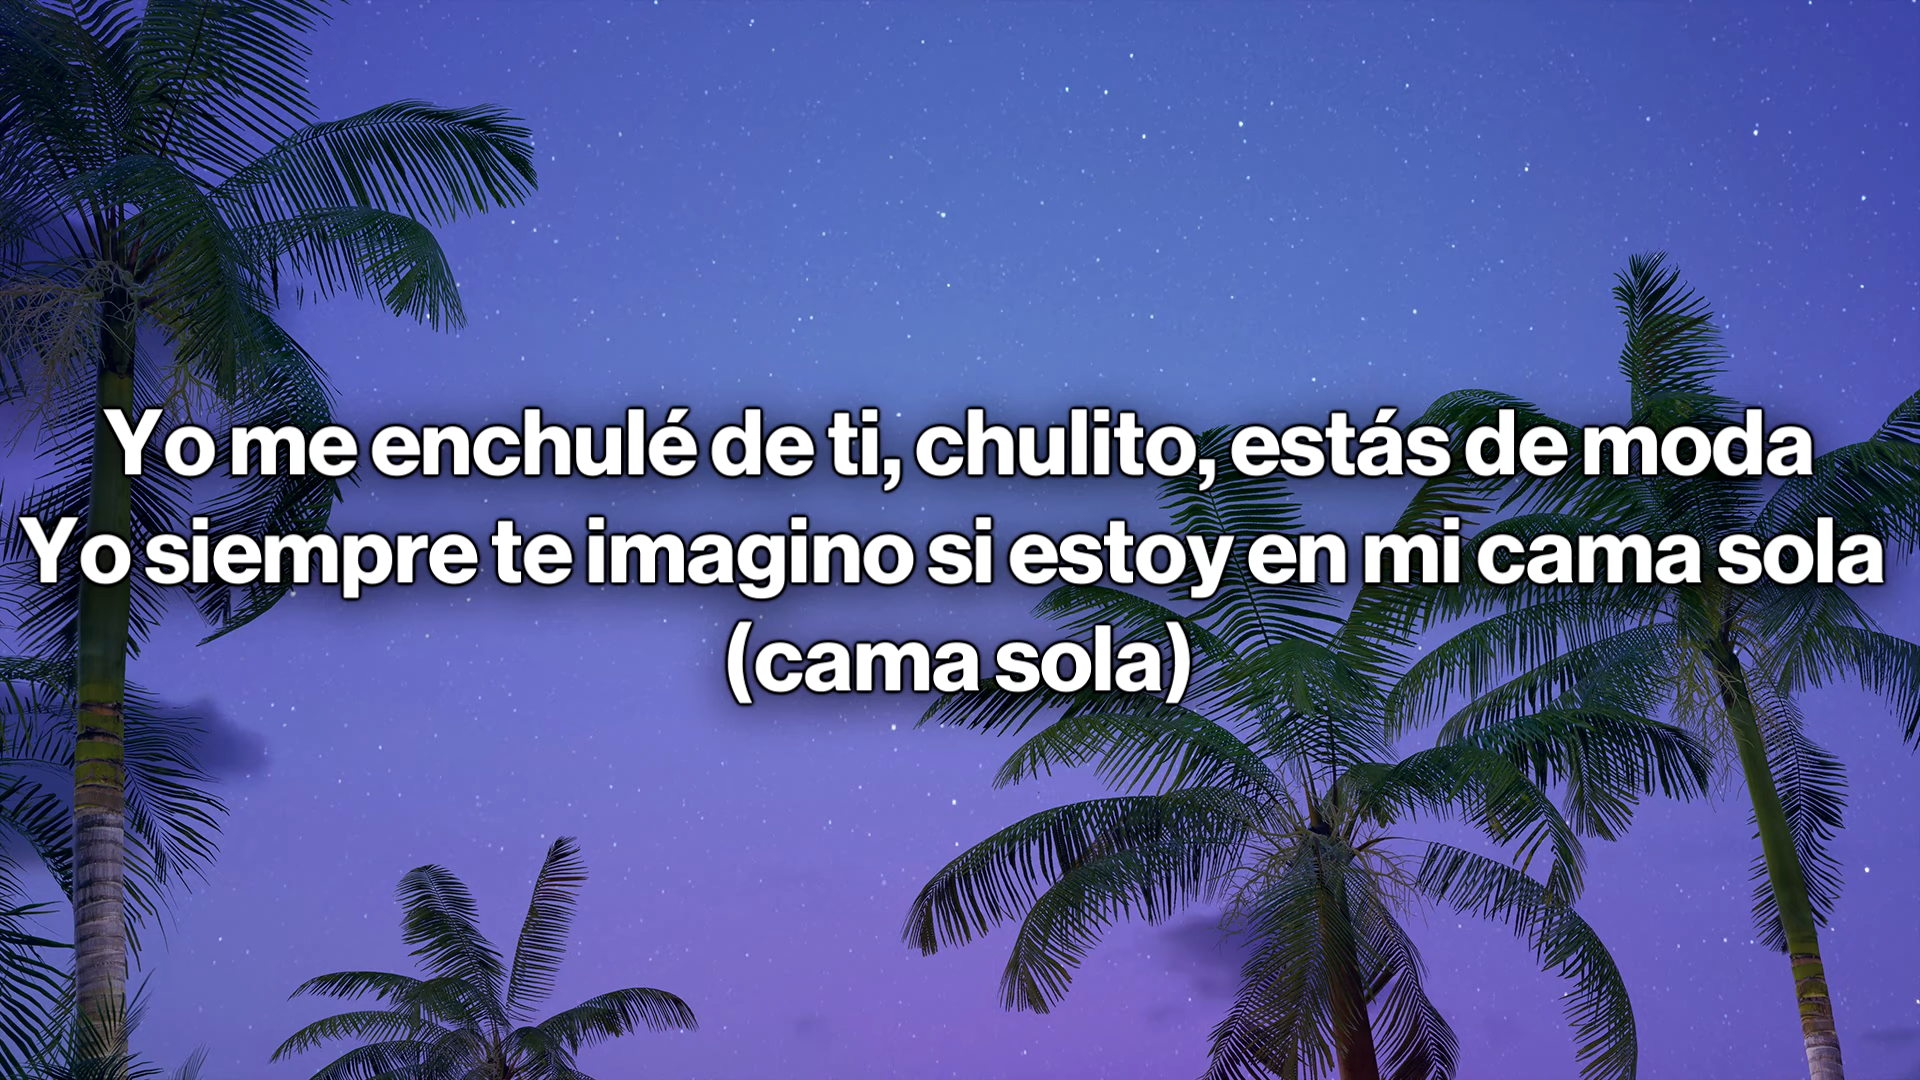 Yo me enchulé de ti, chulito, estás de moda
Yo siempre te imagino si estoy en mi cama sola
(cama sola)